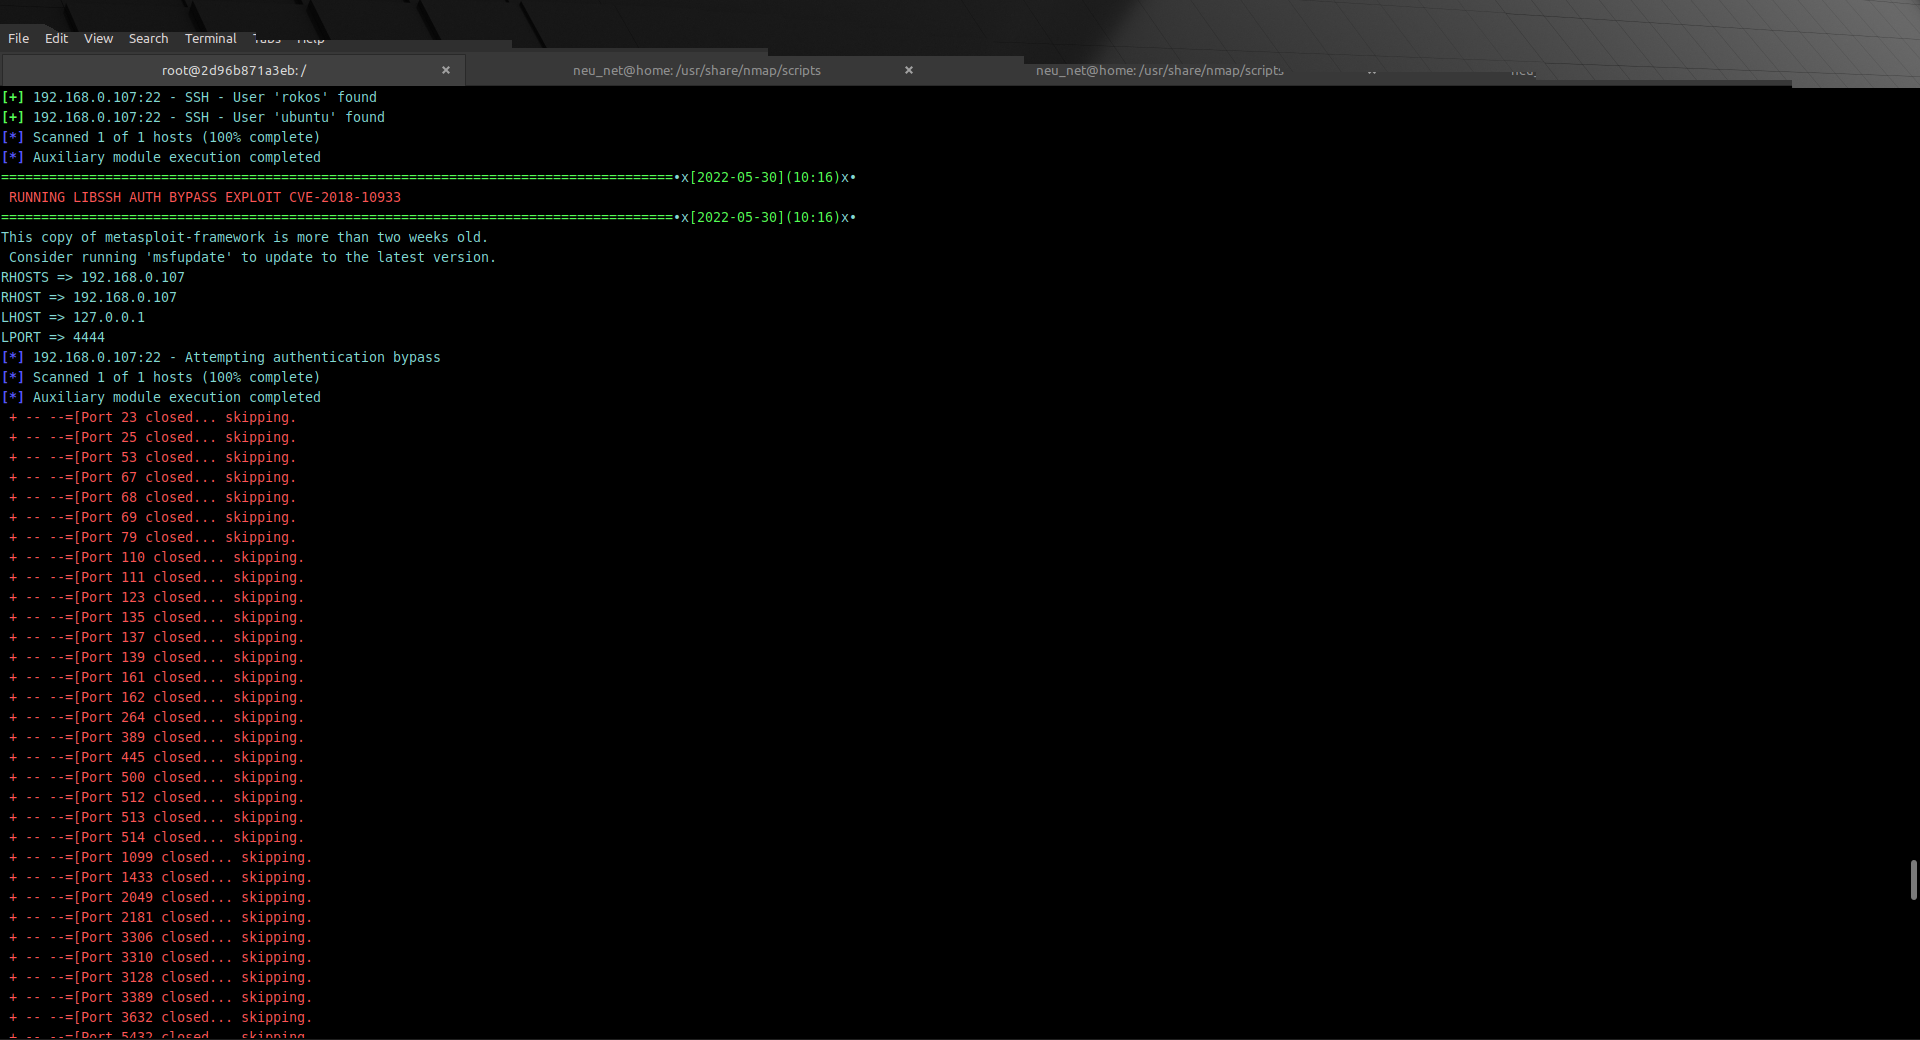 File Edit View Search Terminal Tabs Help
root@2d96b871a3eb: / × neu_net@home: /usr/share/nmap/scripts × neu_net@home: /usr/share/nmap/scripts
[+] 192.168.0.107:22 - SSH - User 'rokos' found
[+] 192.168.0.107:22 - SSH - User 'ubuntu' found
[*] Scanned 1 of 1 hosts (100% complete)
[*] Auxiliary module execution completed
====================================================================================•x[2022-05-30](10:16)x•
RUNNING LIBSSH AUTH BYPASS EXPLOIT CVE-2018-10933
====================================================================================•x[2022-05-30](10:16)x•
This copy of metasploit-framework is more than two weeks old.
Consider running 'msfupdate' to update to the latest version.
RHOSTS => 192.168.0.107
RHOST => 192.168.0.107
LHOST => 127.0.0.1
LPORT => 4444
[*] 192.168.0.107:22 - Attempting authentication bypass
[*] Scanned 1 of 1 hosts (100% complete)
[*] Auxiliary module execution completed
+ -- --=[Port 23 closed... skipping.
+ -- --=[Port 25 closed... skipping.
+ -- --=[Port 53 closed... skipping.
+ -- --=[Port 67 closed... skipping.
+ -- --=[Port 68 closed... skipping.
+ -- --=[Port 69 closed... skipping.
+ -- --=[Port 79 closed... skipping.
+ -- --=[Port 110 closed... skipping.
+ -- --=[Port 111 closed... skipping.
+ -- --=[Port 123 closed... skipping.
+ -- --=[Port 135 closed... skipping.
+ -- --=[Port 137 closed... skipping.
+ -- --=[Port 139 closed... skipping.
+ -- --=[Port 161 closed... skipping.
+ -- --=[Port 162 closed... skipping.
+ -- --=[Port 264 closed... skipping.
+ -- --=[Port 389 closed... skipping.
+ -- --=[Port 445 closed... skipping.
+ -- --=[Port 500 closed... skipping.
+ -- --=[Port 512 closed... skipping.
+ -- --=[Port 513 closed... skipping.
+ -- --=[Port 514 closed... skipping.
+ -- --=[Port 1099 closed... skipping.
+ -- --=[Port 1433 closed... skipping.
+ -- --=[Port 2049 closed... skipping.
+ -- --=[Port 2181 closed... skipping.
+ -- --=[Port 3306 closed... skipping.
+ -- --=[Port 3310 closed... skipping.
+ -- --=[Port 3128 closed... skipping.
+ -- --=[Port 3389 closed... skipping.
+ -- --=[Port 3632 closed... skipping.
+ -- --=[Port 5432 closed... skipping.